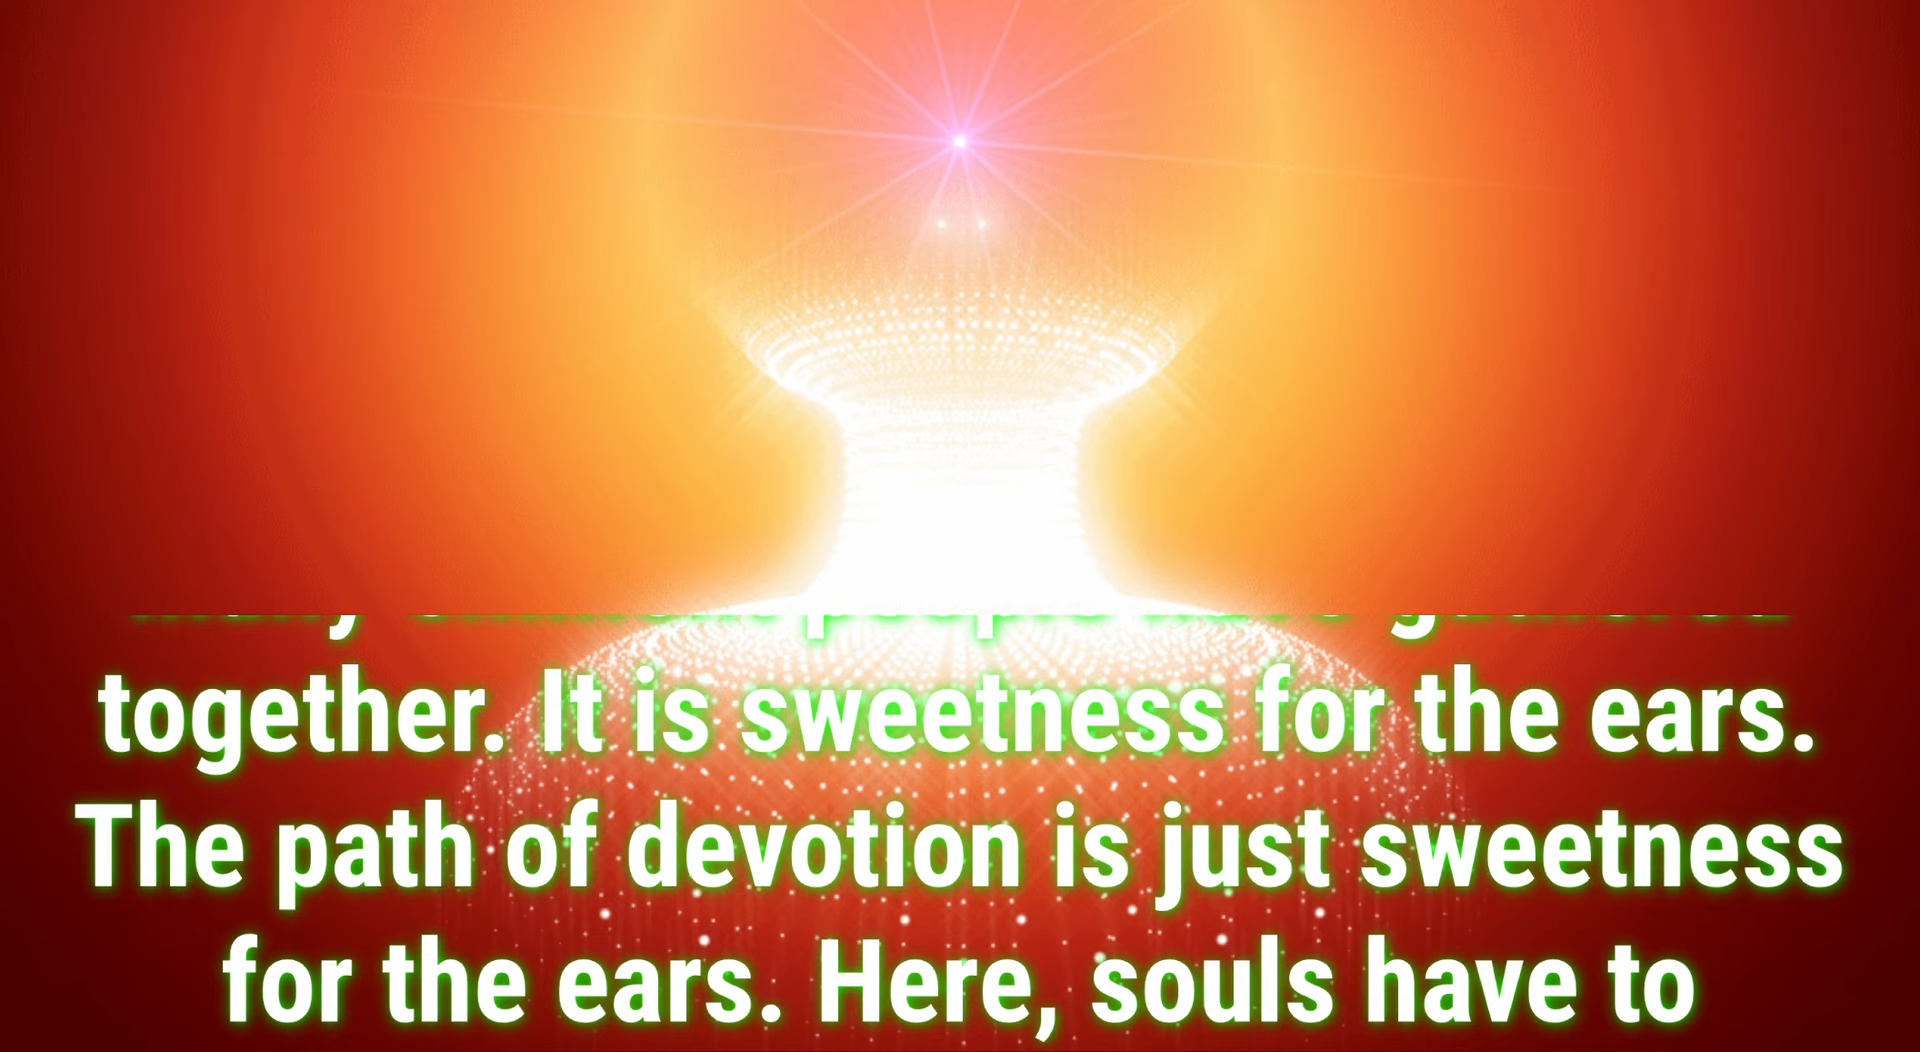 together. It is sweetness for the ears.
The path of devotion is just sweetness
for the ears. Here, souls have to